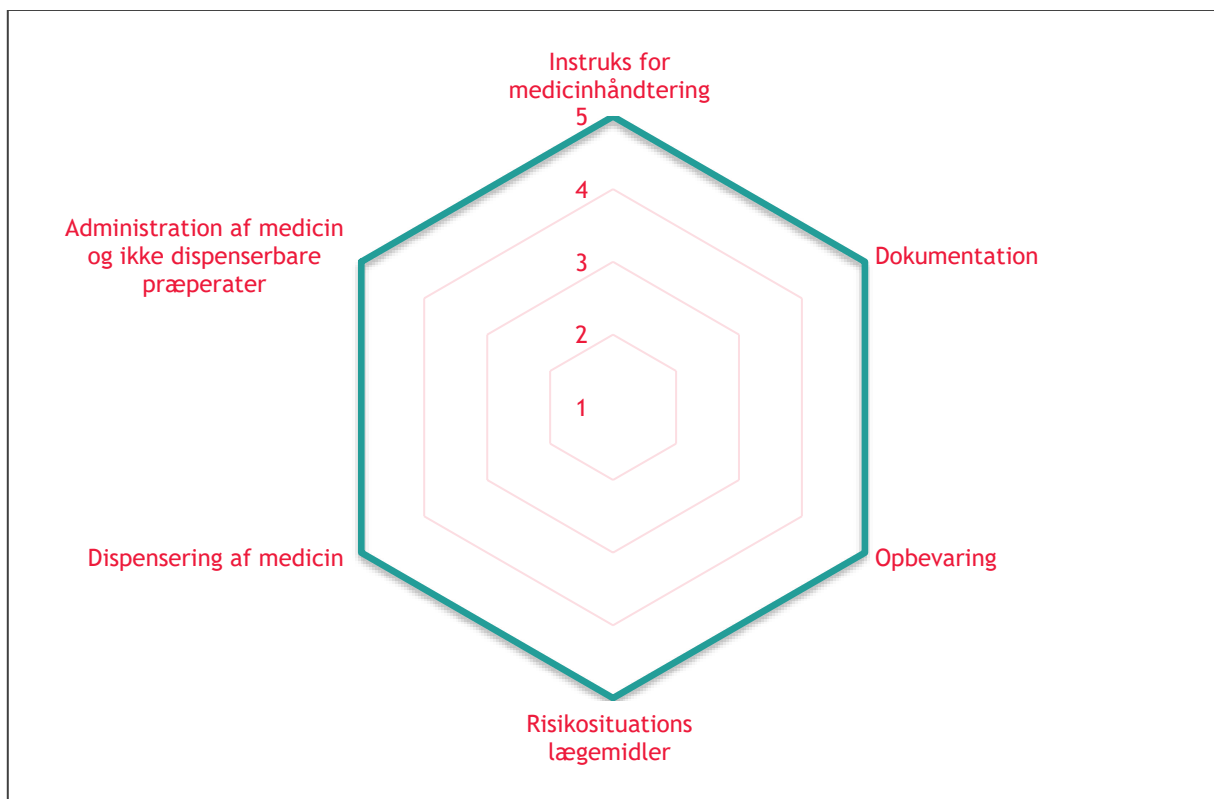 Instruks for
medicinhåndtering
5
4
3
2
1
Administration af medicin
og ikke dispenserbare
præperater
Dokumentation
Dispensering af medicin
Opbevaring
Risikosituations
lægemidler